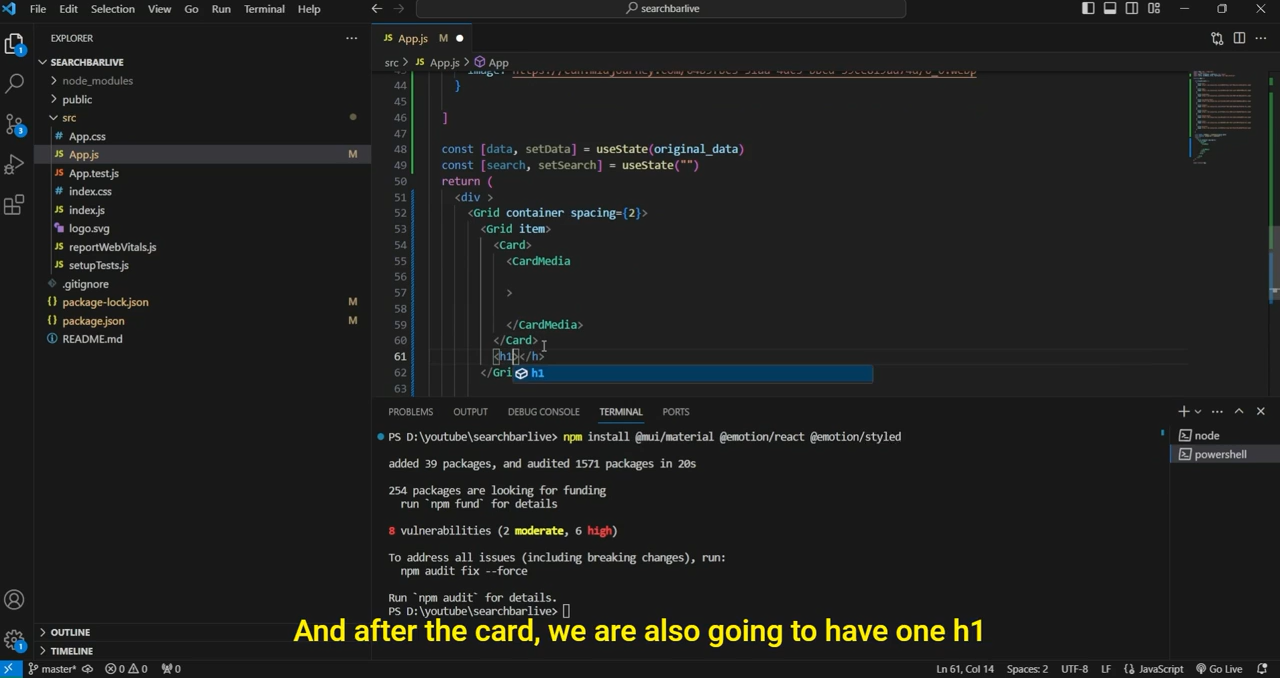 File Edit Selection View Go Run Terminal Help
searchbarlive
EXPLORER
SEARCHBARLIVE
node_modules
public
src
App.css
App.js M
App.test.js
index.css
index.js
logo.svg
reportWebVitals.js
setupTests.js
.gitignore
package-lock.json M
package.json M
README.md
OUTLINE
TIMELINE
App.js M
src > App.js > App
44 }
45
46 ]
47
48 const [data, setData] = useState(original_data)
49 const [search, setSearch] = useState("")
50 return (
51 <div >
52 <Grid container spacing={2}>
53 <Grid item>
54 <Card>
55 <CardMedia
56
57 >
58
59 </CardMedia>
60 </Card>
61 <h1></h>
62 </Gri
h1
63
PROBLEMS OUTPUT DEBUG CONSOLE TERMINAL PORTS
PS D:\youtube\searchbarlive> npm install @mui/material @emotion/react @emotion/styled
added 39 packages, and audited 1571 packages in 20s
254 packages are looking for funding
run `npm fund` for details
8 vulnerabilities (2 moderate, 6 high)
To address all issues (including breaking changes), run:
npm audit fix --force
Run `npm audit` for details.
PS D:\youtube\searchbarlive>
node
powershell
And after the card, we are also going to have one h1
master* 0 0 0 Ln 61, Col 14 Spaces: 2 UTF-8 LF JavaScript Go Live